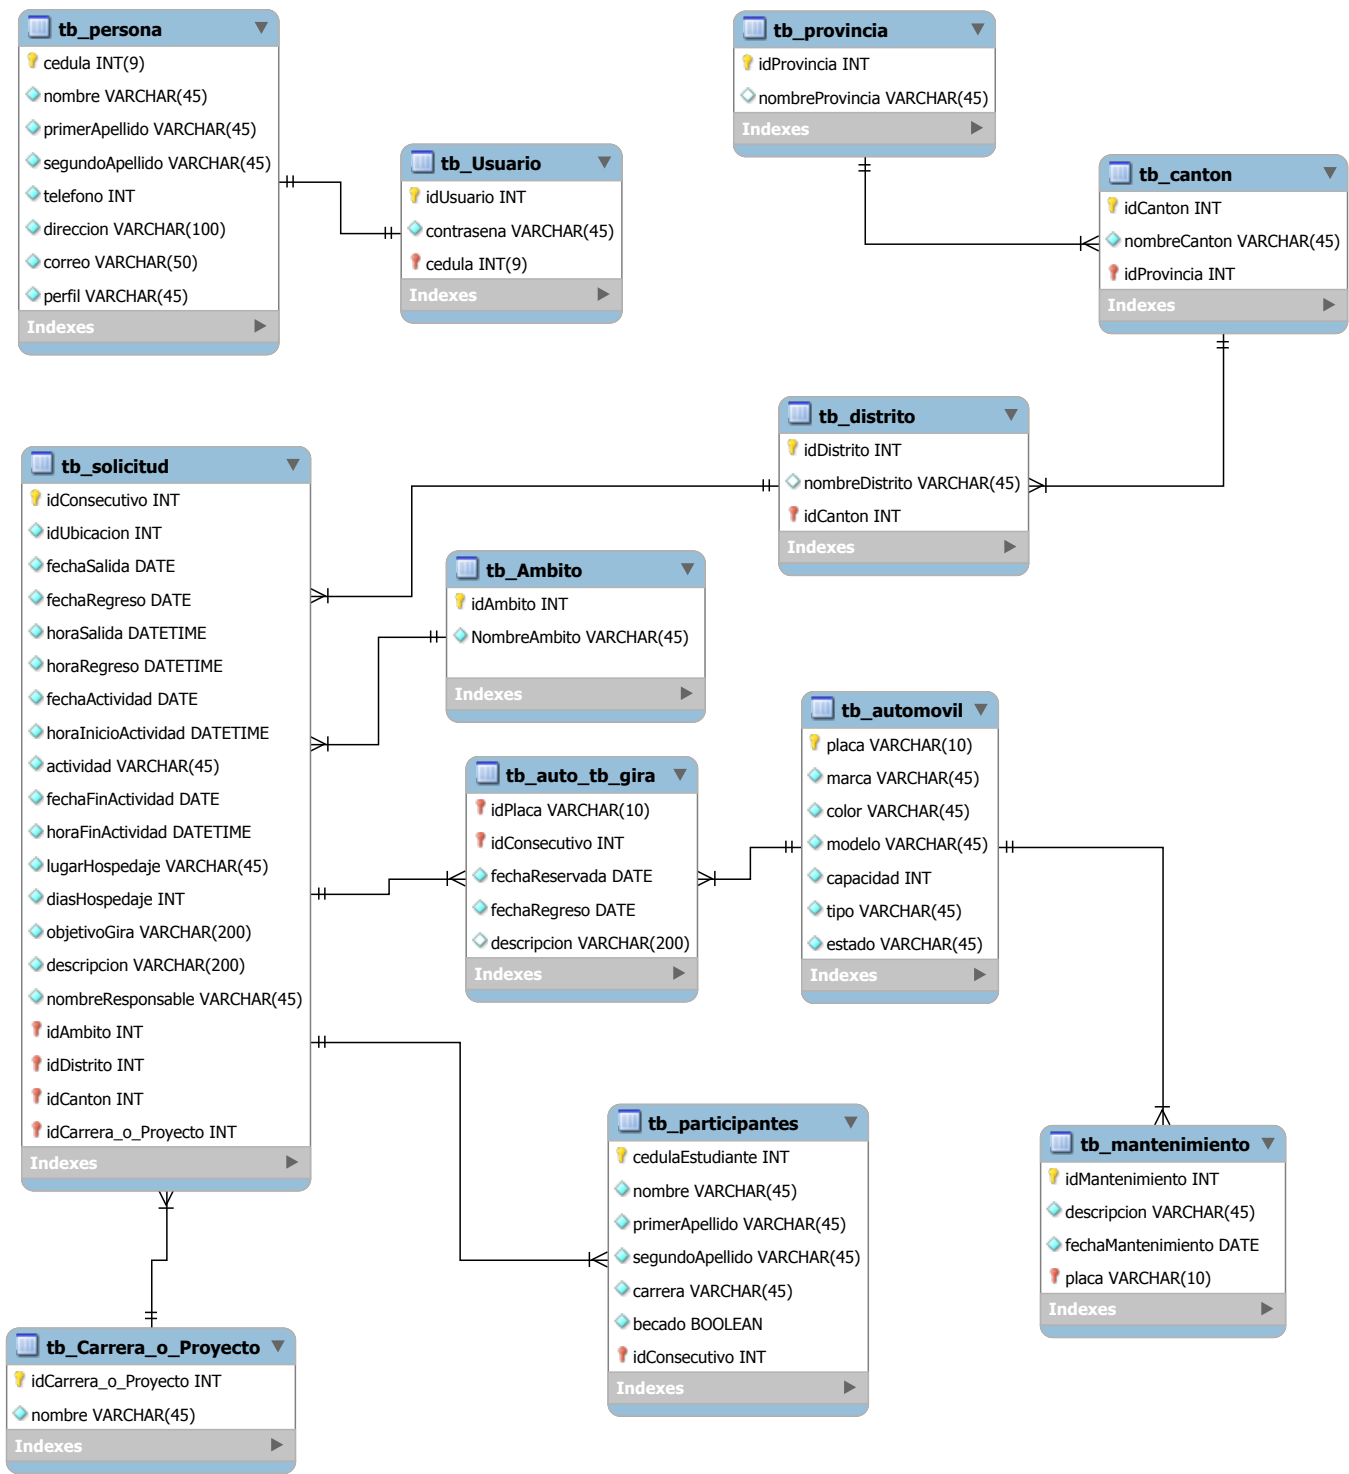 tb_persona
cedula INT(9)
nombre VARCHAR(45)
primerApellido VARCHAR(45)
segundoApellido VARCHAR(45)
telefono INT
direccion VARCHAR(100)
correo VARCHAR(50)
perfil VARCHAR(45)
Indexes
tb_Usuario
idUsuario INT
contrasena VARCHAR(45)
cedula INT(9)
Indexes
tb_provincia
idProvincia INT
nombreProvincia VARCHAR(45)
Indexes
tb_canton
idCanton INT
nombreCanton VARCHAR(45)
idProvincia INT
Indexes
tb_distrito
idDistrito INT
nombreDistrito VARCHAR(45)
idCanton INT
Indexes
tb_solicitud
idConsecutivo INT
idUbicacion INT
fechaSalida DATE
fechaRegreso DATE
horaSalida DATETIME
horaRegreso DATETIME
fechaActividad DATE
horaInicioActividad DATETIME
actividad VARCHAR(45)
fechaFinActividad DATE
horaFinActividad DATETIME
lugarHospedaje VARCHAR(45)
diasHospedaje INT
objetivoGira VARCHAR(200)
descripcion VARCHAR(200)
nombreResponsable VARCHAR(45)
idAmbito INT
idDistrito INT
idCanton INT
idCarrera_o_Proyecto INT
Indexes
tb_Ambito
idAmbito INT
NombreAmbito VARCHAR(45)
Indexes
tb_auto_tb_gira
idPlaca VARCHAR(10)
idConsecutivo INT
fechaReservada DATE
fechaRegreso DATE
descripcion VARCHAR(200)
Indexes
tb_automovil
placa VARCHAR(10)
marca VARCHAR(45)
color VARCHAR(45)
modelo VARCHAR(45)
capacidad INT
tipo VARCHAR(45)
estado VARCHAR(45)
Indexes
tb_participantes
cedulaEstudiante INT
nombre VARCHAR(45)
primerApellido VARCHAR(45)
segundoApellido VARCHAR(45)
carrera VARCHAR(45)
becado BOOLEAN
idConsecutivo INT
Indexes
tb_mantenimiento
idMantenimiento INT
descripcion VARCHAR(45)
fechaMantenimiento DATE
placa VARCHAR(10)
Indexes
tb_Carrera_o_Proyecto
idCarrera_o_Proyecto INT
nombre VARCHAR(45)
Indexes